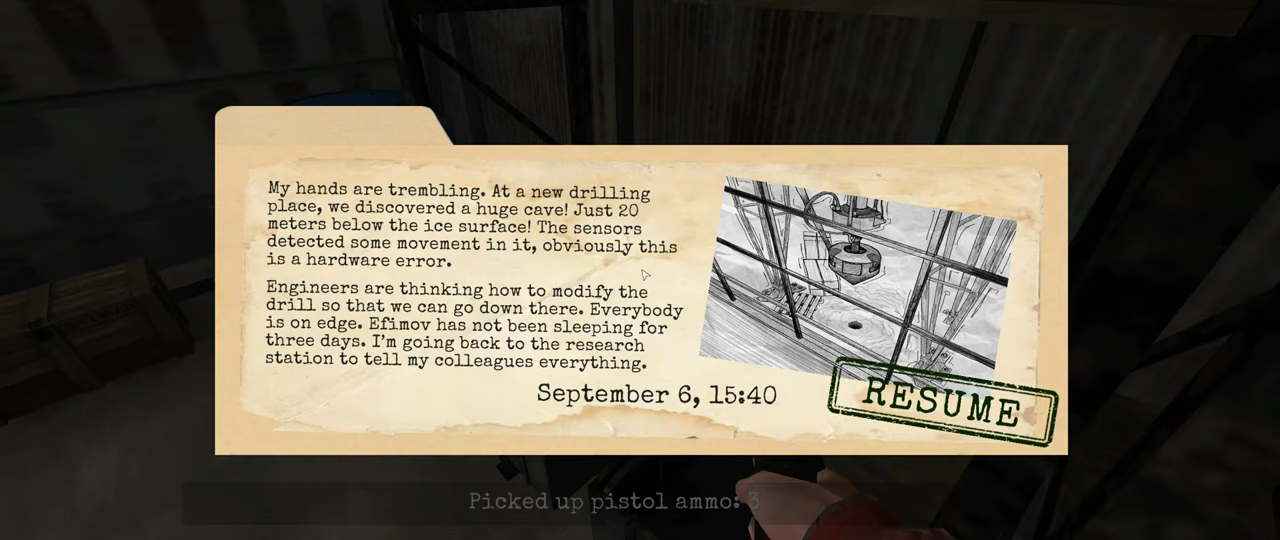 My hands are trembling. At a new drilling
place, we discovered a huge cave! Just 20
meters below the ice surface! The sensors
detected some movement in it, obviously this
is a hardware error.
Engineers are thinking how to modify the
drill so that we can go down there. Everybody
is on edge. Efimov has not been sleeping for
three days. I'm going back to the research
station to tell my colleagues everything.
September 6, 15:40
RESUME
Picked up pistol ammo: 3